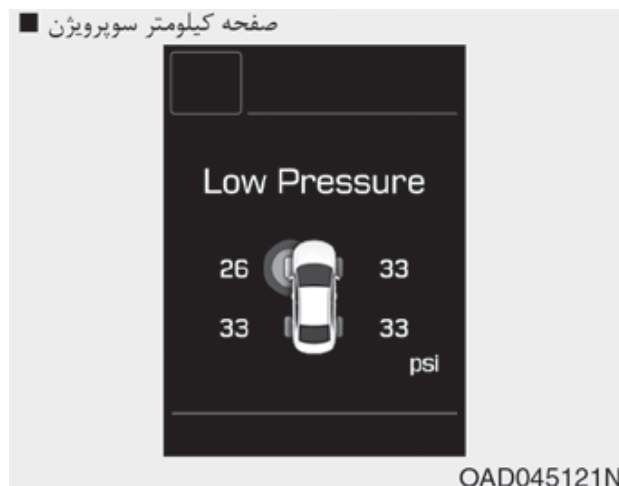 ■ صفحه کیلومتر سوپرویژن
Low Pressure
26 33
33 33
psi
OAD045121N